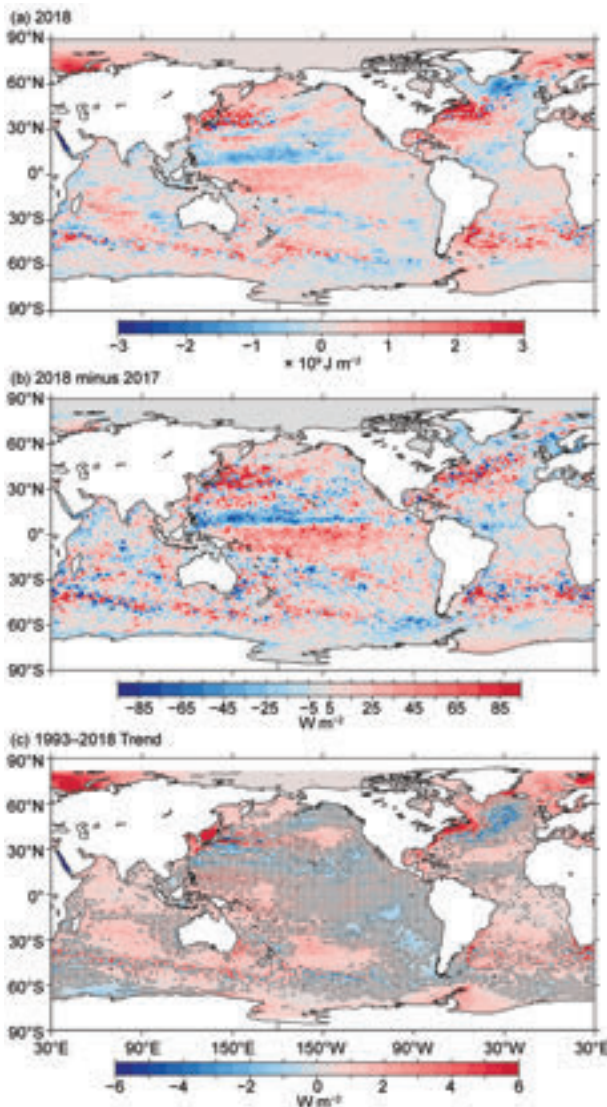 (a) 2018
90°N
60°N
30°N
0°
30°S
60°S
90°S
−3 −2 −1 0 1 2 3
× 10⁹ J m⁻²
(b) 2018 minus 2017
90°N
60°N
30°N
0°
30°S
60°S
90°S
−85 −65 −45 −25 −5 5 25 45 65 85
W m⁻²
(c) 1993–2018 Trend
90°N
60°N
30°N
0°
30°S
60°S
90°S
30°E 90°E 150°E 150°W 90°W 30°W 30°E
−6 −4 −2 0 2 4 6
W m⁻²